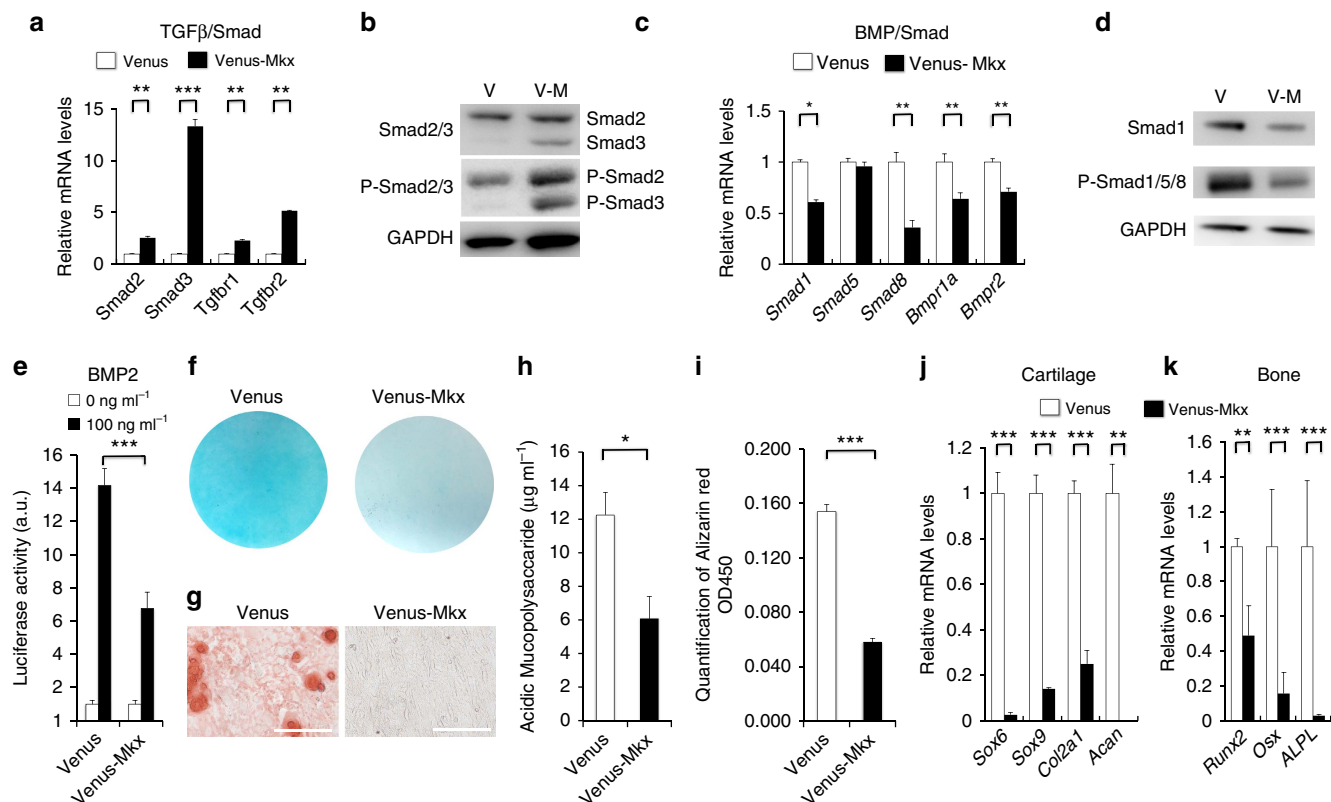 a
TGFβ/Smad
Venus
Venus-Mkx
Relative mRNA levels
15
10
5
0
** *** ** **
Smad2
Smad3
Tgfbr1
Tgfbr2
b
V V-M
Smad2/3
Smad2
Smad3
P-Smad2/3
P-Smad2
P-Smad3
GAPDH
c
BMP/Smad
Venus
Venus- Mkx
Relative mRNA levels
1
0.5
0
* ** ** **
Smad1
Smad5
Smad8
Bmpr1a
Bmpr2
d
V V-M
Smad1
P-Smad1/5/8
GAPDH
e
BMP2
0 ng ml⁻¹
100 ng ml⁻¹
***
Luciferase activity (a.u.)
16
14
12
10
8
6
4
2
1
Venus
Venus-Mkx
f
Venus
Venus-Mkx
g
Venus
Venus-Mkx
h
Acidic Mucopolysaccaride (µg ml⁻¹)
16
14
12
10
8
6
4
2
0
*
Venus
Venus-Mkx
i
Quantification of Alizarin red
OD450
0.200
0.160
0.120
0.080
0.040
0.000
***
Venus
Venus-Mkx
j
Cartilage
Venus
Venus-Mkx
Relative mRNA levels
1.2
1
0.8
0.6
0.4
0.2
0
*** *** *** **
Sox6
Sox9
Col2a1
Acan
k
Bone
Relative mRNA levels
1.6
1.4
1.2
1.0
0.8
0.6
0.4
0.2
0
** *** ***
Runx2
Osx
ALPL